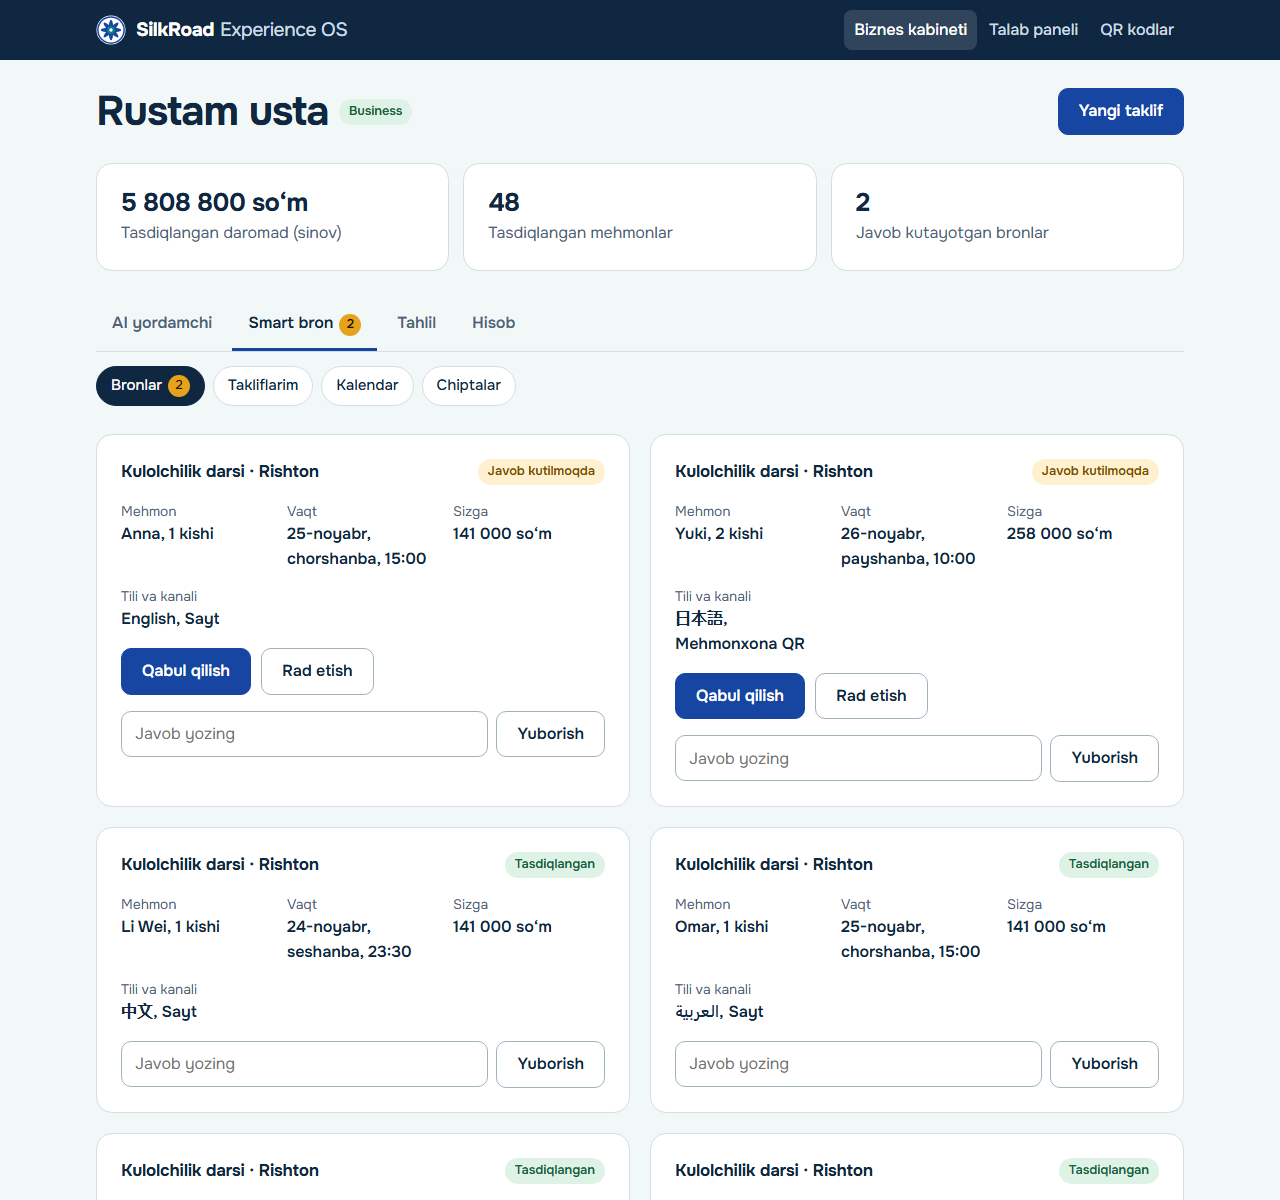 SilkRoad Experience OS
Biznes kabineti
Talab paneli
QR kodlar
Rustam usta
Business
Yangi taklif
5 808 800 so‘m
Tasdiqlangan daromad (sinov)
48
Tasdiqlangan mehmonlar
2
Javob kutayotgan bronlar
AI yordamchi
Smart bron 2
Tahlil
Hisob
Bronlar 2
Takliflarim
Kalendar
Chiptalar
Kulolchilik darsi · Rishton
Javob kutilmoqda
Mehmon
Anna, 1 kishi
Vaqt
25-noyabr,
chorshanba, 15:00
Sizga
141 000 so‘m
Tili va kanali
English, Sayt
Qabul qilish
Rad etish
Javob yozing
Yuborish
Kulolchilik darsi · Rishton
Javob kutilmoqda
Mehmon
Yuki, 2 kishi
Vaqt
26-noyabr,
payshanba, 10:00
Sizga
258 000 so‘m
Tili va kanali
日本語,
Mehmonxona QR
Qabul qilish
Rad etish
Javob yozing
Yuborish
Kulolchilik darsi · Rishton
Tasdiqlangan
Mehmon
Li Wei, 1 kishi
Vaqt
24-noyabr,
seshanba, 23:30
Sizga
141 000 so‘m
Tili va kanali
中文, Sayt
Javob yozing
Yuborish
Kulolchilik darsi · Rishton
Tasdiqlangan
Mehmon
Omar, 1 kishi
Vaqt
25-noyabr,
chorshanba, 15:00
Sizga
141 000 so‘m
Tili va kanali
العربية, Sayt
Javob yozing
Yuborish
Kulolchilik darsi · Rishton
Tasdiqlangan
Kulolchilik darsi · Rishton
Tasdiqlangan